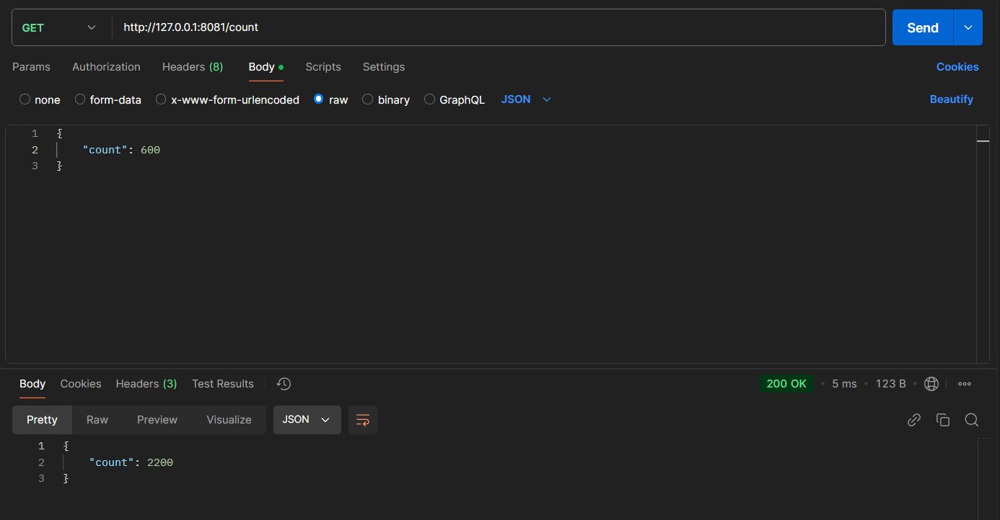 GET http://127.0.0.1:8081/count Send
Params Authorization Headers (8) Body Scripts Settings Cookies
none form-data x-www-form-urlencoded raw binary GraphQL JSON Beautify
1 {
2 "count": 600
3 }
Body Cookies Headers (3) Test Results 200 OK 5 ms 123 B
Pretty Raw Preview Visualize JSON
1 {
2 "count": 2200
3 }